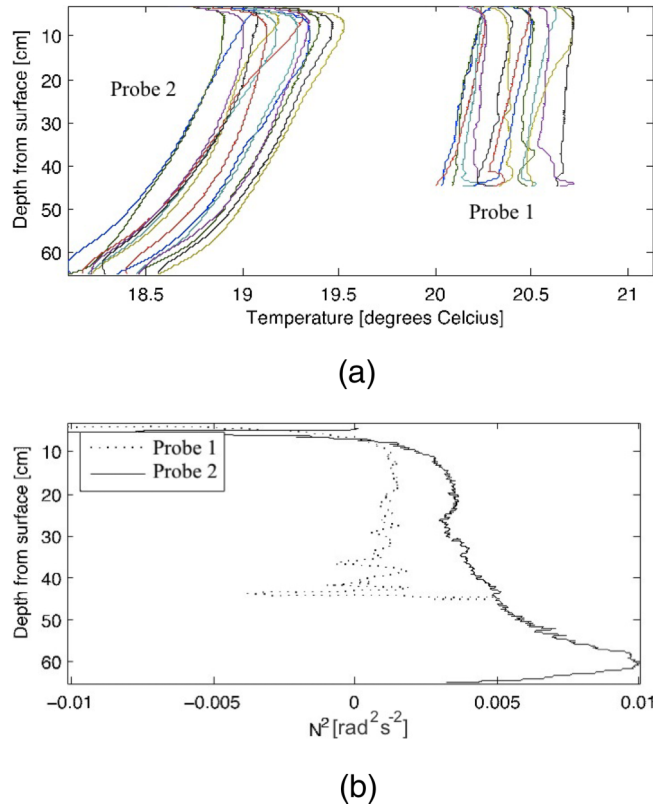 10
20
30
40
50
60
Depth from surface [cm]
Probe 2
Probe 1
18.5 19 19.5 20 20.5 21
Temperature [degrees Celcius]
(a)
Probe 1
Probe 2
10
20
30
40
50
60
Depth from surface [cm]
−0.01 −0.005 0 0.005 0.01
N² [rad²s⁻²]
(b)